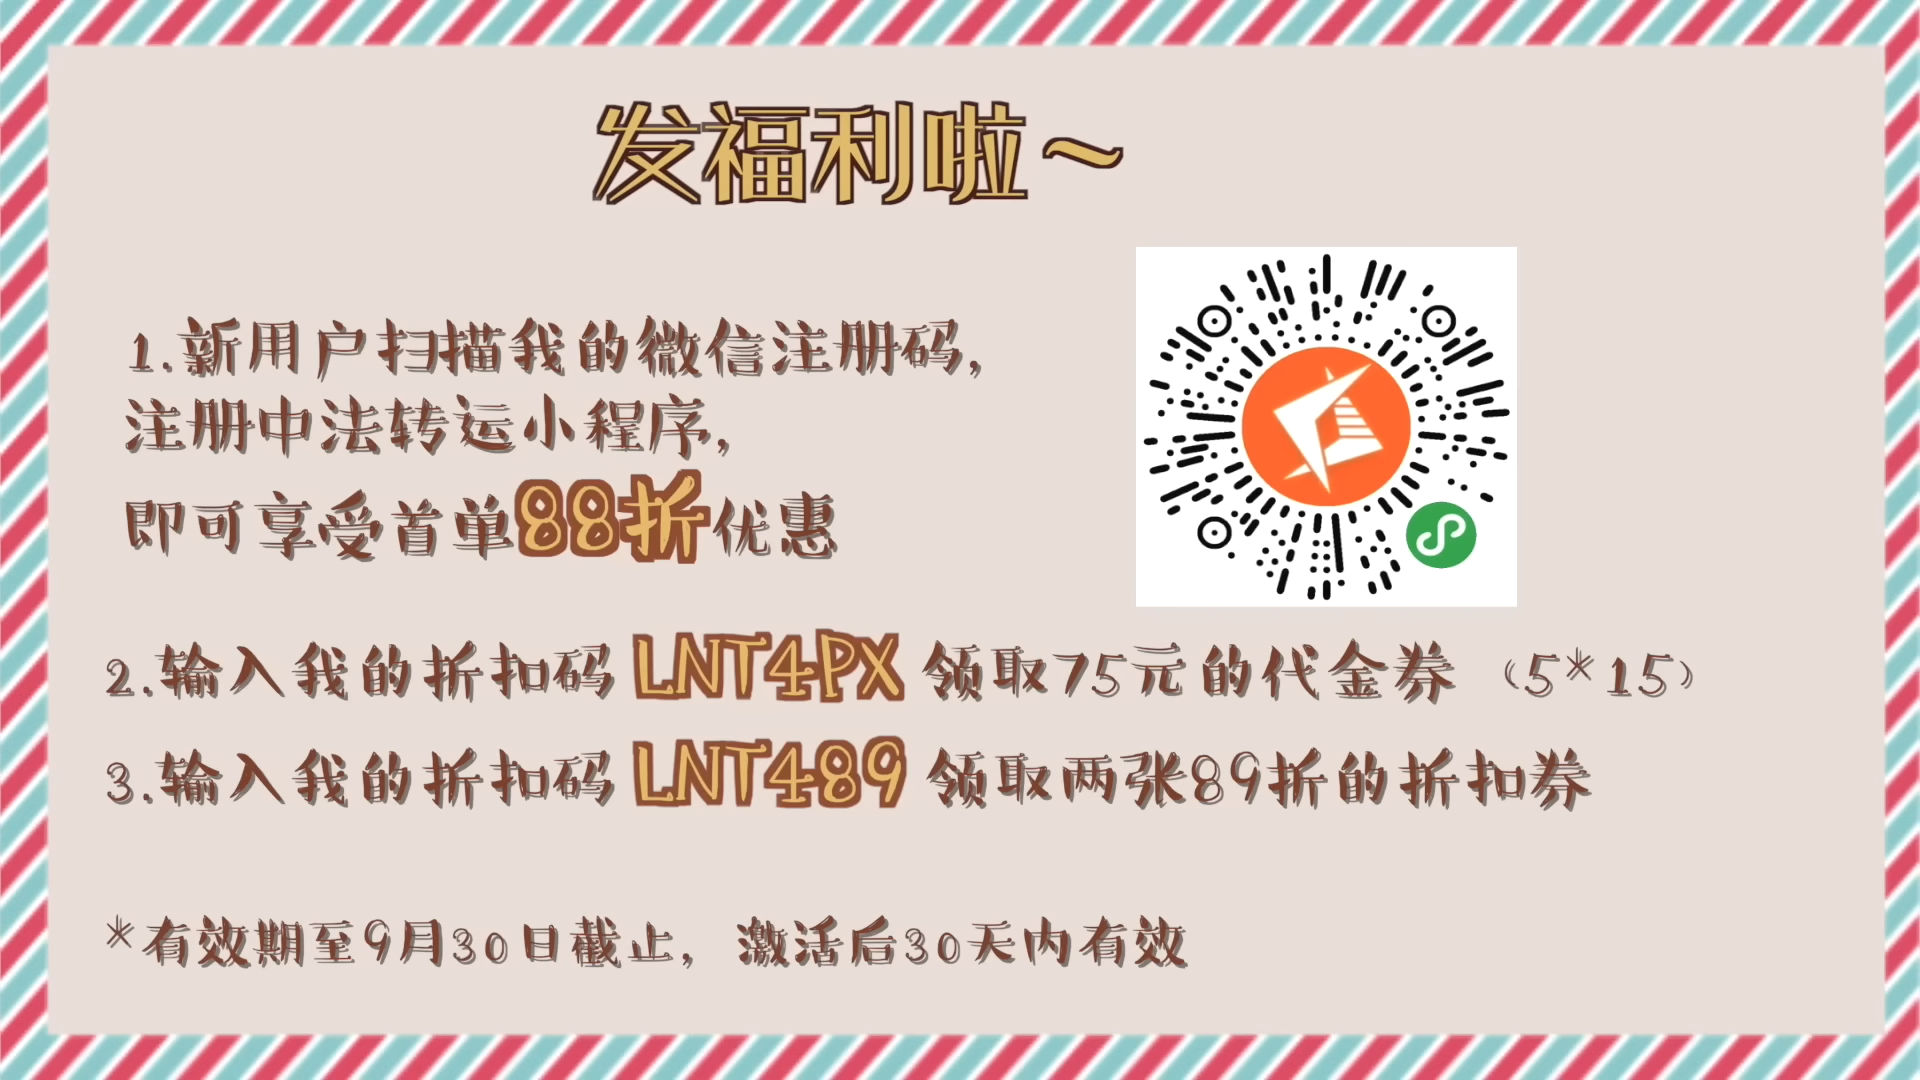 发福利啦~
1.新用户扫描我的微信注册码,
注册中法转运小程序,
即可享受首单88折优惠
2.输入我的折扣码 LNT4PX 领取75元的代金券 (5*15)
3.输入我的折扣码 LNT489 领取两张89折的折扣券
*有效期至9月30日截止, 激活后30天内有效